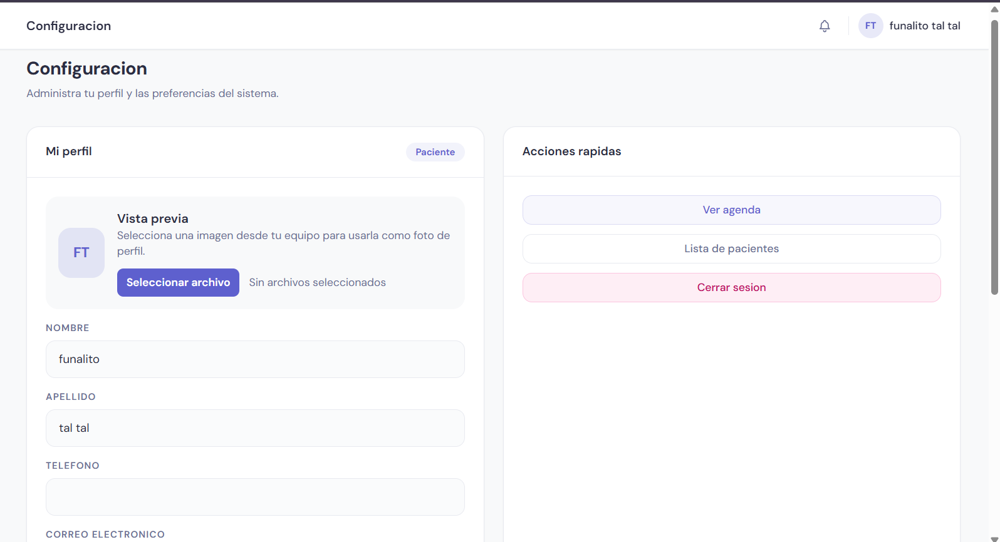 Configuracion
FT
funalito tal tal
Configuracion
Administra tu perfil y las preferencias del sistema.
Mi perfil
Paciente
FT
Vista previa
Selecciona una imagen desde tu equipo para usarla como foto de
perfil.
Seleccionar archivo
Sin archivos seleccionados
NOMBRE
funalito
APELLIDO
tal tal
TELEFONO
CORREO ELECTRONICO
Acciones rapidas
Ver agenda
Lista de pacientes
Cerrar sesion